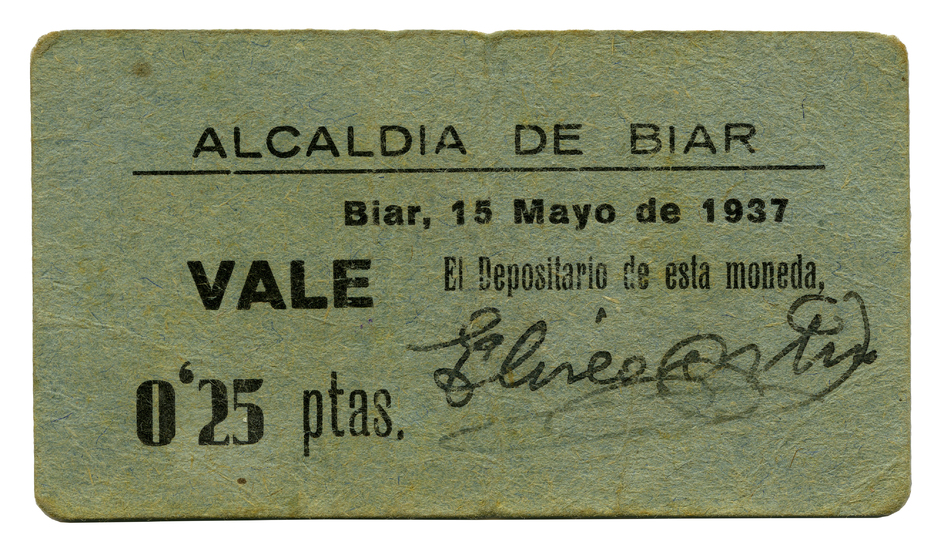 ALCALDIA DE BIAR
Biar, 15 Mayo de 1937
VALE
El Depositario de esta moneda,
0'25 ptas.